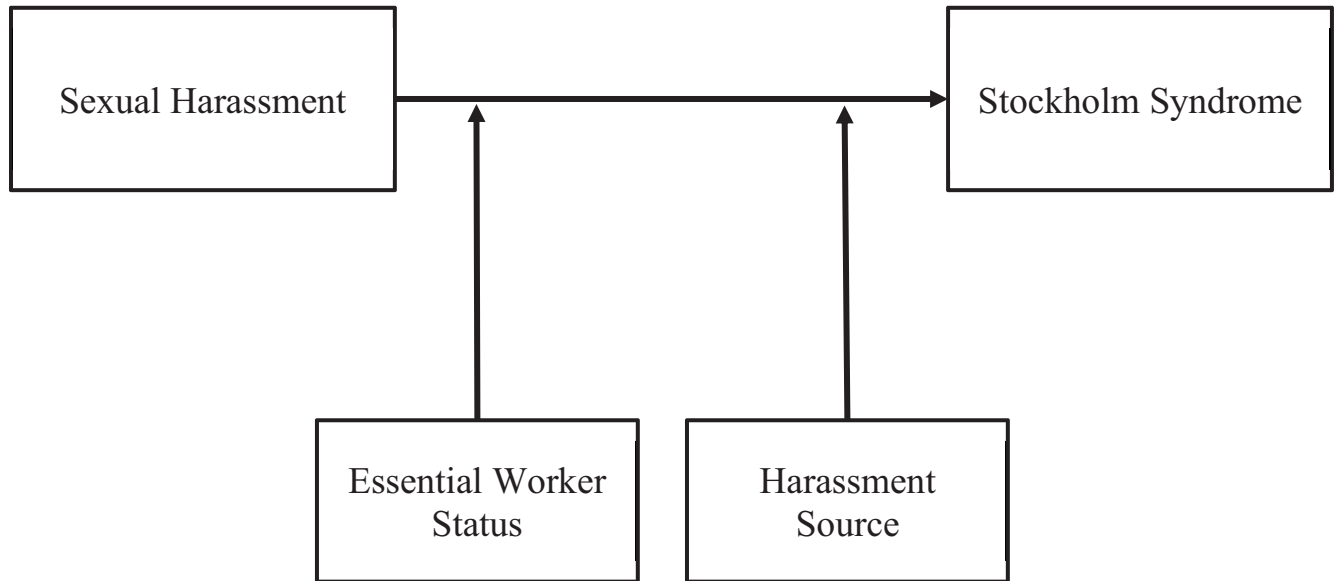 Sexual Harassment
Stockholm Syndrome
Essential Worker
Status
Harassment
Source